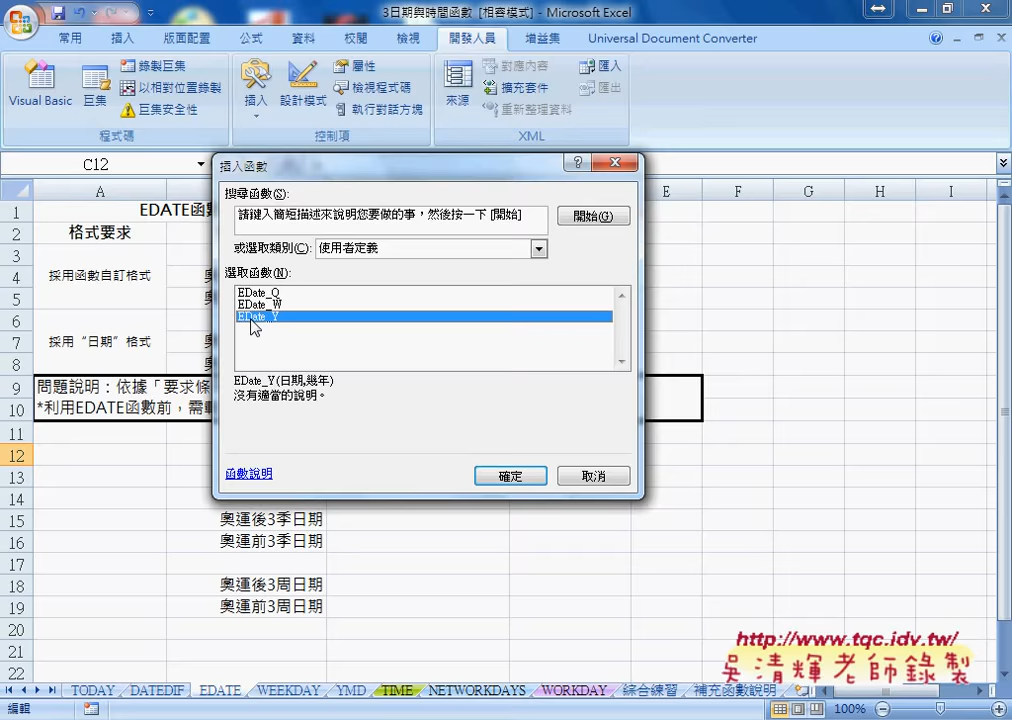 3日期與時間函數 [相容模式] - Microsoft Excel
常用 插入 版面配置 公式 資料 校閱 檢視 開發人員 增益集 Universal Document Converter
Visual Basic
巨集
錄製巨集
以相對位置錄製
巨集安全性
程式碼
插入
設計模式
屬性
檢視程式碼
執行對話方塊
控制項
來源
對應內容
擴充套件
重新整理資料
匯入
匯出
XML
C12
插入函數
搜尋函數(S):
請鍵入簡短描述來說明您要做的事，然後按一下 [開始]
開始(G)
或選取類別(C): 使用者定義
選取函數(N):
EDate_Q
EDate_W
EDate_Y
EDate_Y(日期,幾年)
沒有適當的說明。
函數說明
確定 取消
A E F G H I
1 EDATE函
2 格式要求
3
4 採用函數自訂格式
5
6
7 採用“日期”格式
8
9 問題說明：依據「要求條
10 *利用EDATE函數前，需
11
12
13
14
15 奧運後3季日期
16 奧運前3季日期
17
18 奧運後3周日期
19 奧運前3周日期
20
21
22
http://www.tqc.idv.tw/
吳清輝老師錄製
TODAY DATEDIF EDATE WEEKDAY YMD TIME NETWORKDAYS WORKDAY 綜合練習 補充函數說明
編輯 100%